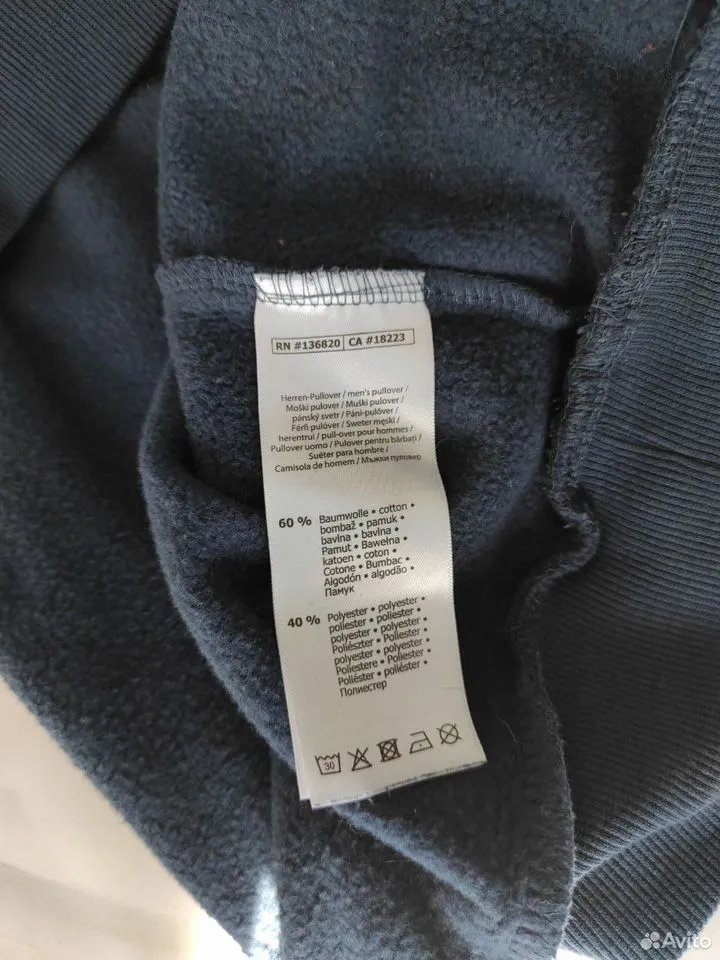 RN #136820 CA #18223
Herren-Pullover / men's pullover /
Moški pulover / Muški pulover /
pánský svetr / Páni-pulóver /
Férfi pulóver / Sweter męski /
herentrui / pull-over pour hommes /
Pullover uomo / Pulover pentru bărbați /
Suéter para hombre /
Camisola de homem / Мъжки пуловер
60 % Baumwolle • cotton •
bombaž • pamuk •
bavlna • bavlna •
Pamut • Bawełna •
katoen • coton •
Cotone • Bumbac •
Algodón • algodão •
Памук
40 % Polyester • polyester •
poliester • poliester •
polyester • polyester •
Poliészter • Poliester •
polyester • polyester •
Poliestere • Poliester •
Poliéster • poliéster •
Полиестер
30
Avito